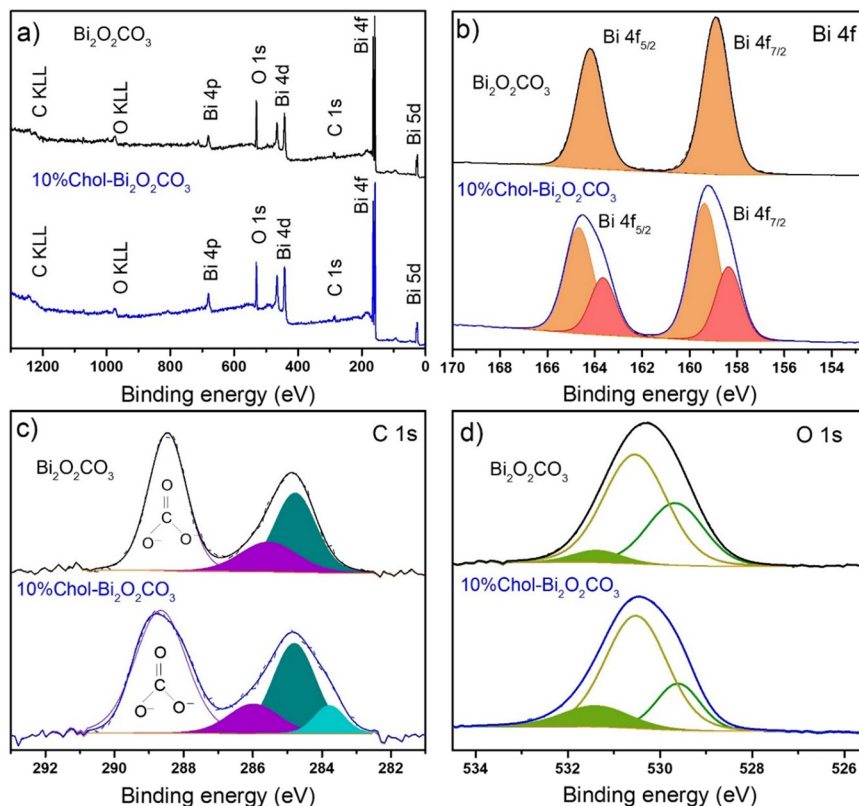 a)
Bi₂O₂CO₃
C KLL
O KLL
Bi 4p
O 1s
Bi 4d
C 1s
Bi 4f
Bi 5d
10%Chol-Bi₂O₂CO₃
C KLL
O KLL
Bi 4p
O 1s
Bi 4d
C 1s
Bi 4f
Bi 5d
1200 1000 800 600 400 200 0
Binding energy (eV)
b)
Bi 4f
Bi 4f₅/₂
Bi 4f₇/₂
Bi₂O₂CO₃
10%Chol-Bi₂O₂CO₃
Bi 4f₅/₂
Bi 4f₇/₂
170 168 166 164 162 160 158 156 154
Binding energy (eV)
c)
C 1s
Bi₂O₂CO₃
O
C
O⁻ O⁻
10%Chol-Bi₂O₂CO₃
O
C
O⁻ O⁻
292 290 288 286 284 282
Binding energy (eV)
d)
O 1s
Bi₂O₂CO₃
10%Chol-Bi₂O₂CO₃
534 532 530 528 526
Binding energy (eV)